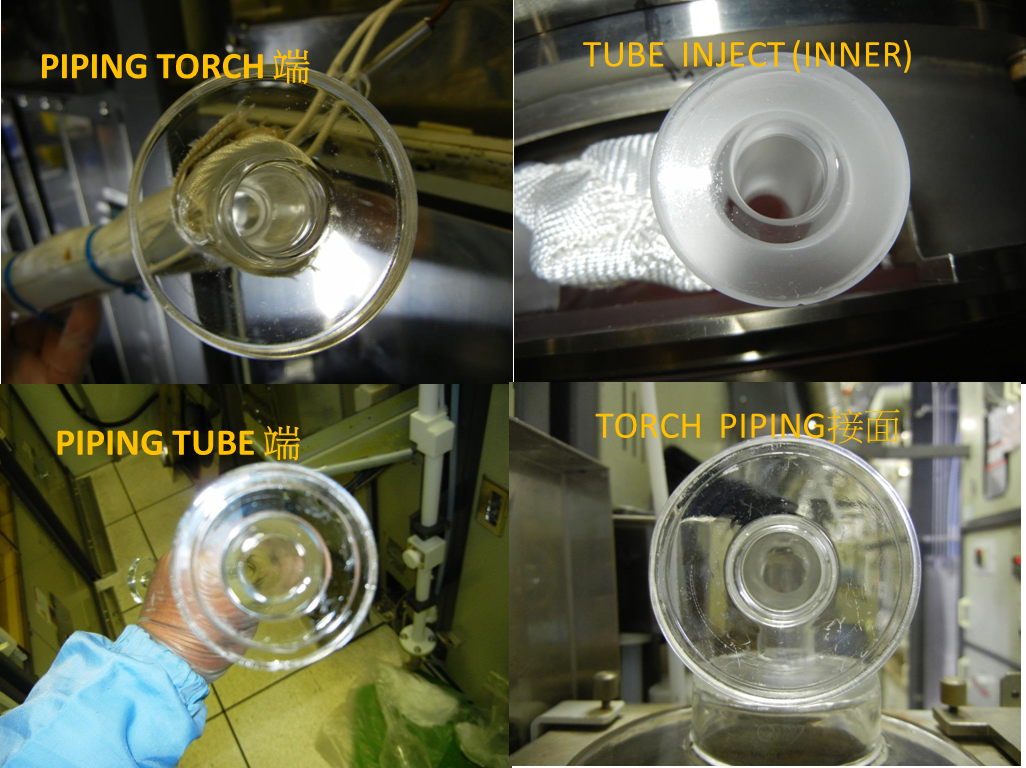 PIPING TORCH 端
TUBE INJECT (INNER)
PIPING TUBE 端
TORCH PIPING接面